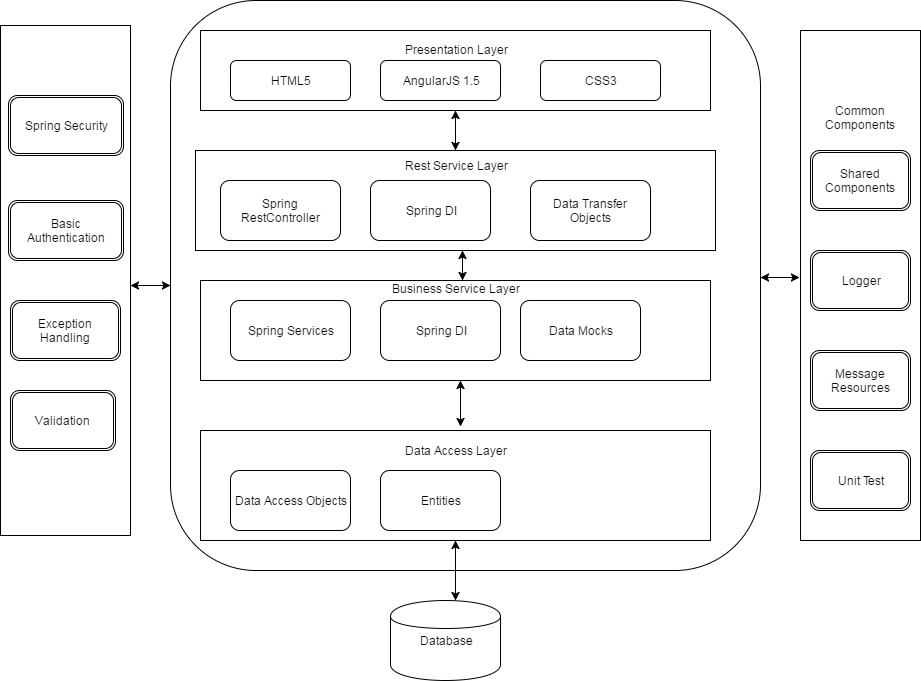 Spring Security
Basic
Authentication
Exception
Handling
Validation
Presentation Layer
HTML5
AngularJS 1.5
CSS3
Rest Service Layer
Spring
RestController
Spring DI
Data Transfer
Objects
Business Service Layer
Spring Services
Spring DI
Data Mocks
Data Access Layer
Data Access Objects
Entities
Database
Common
Components
Shared
Components
Logger
Message
Resources
Unit Test